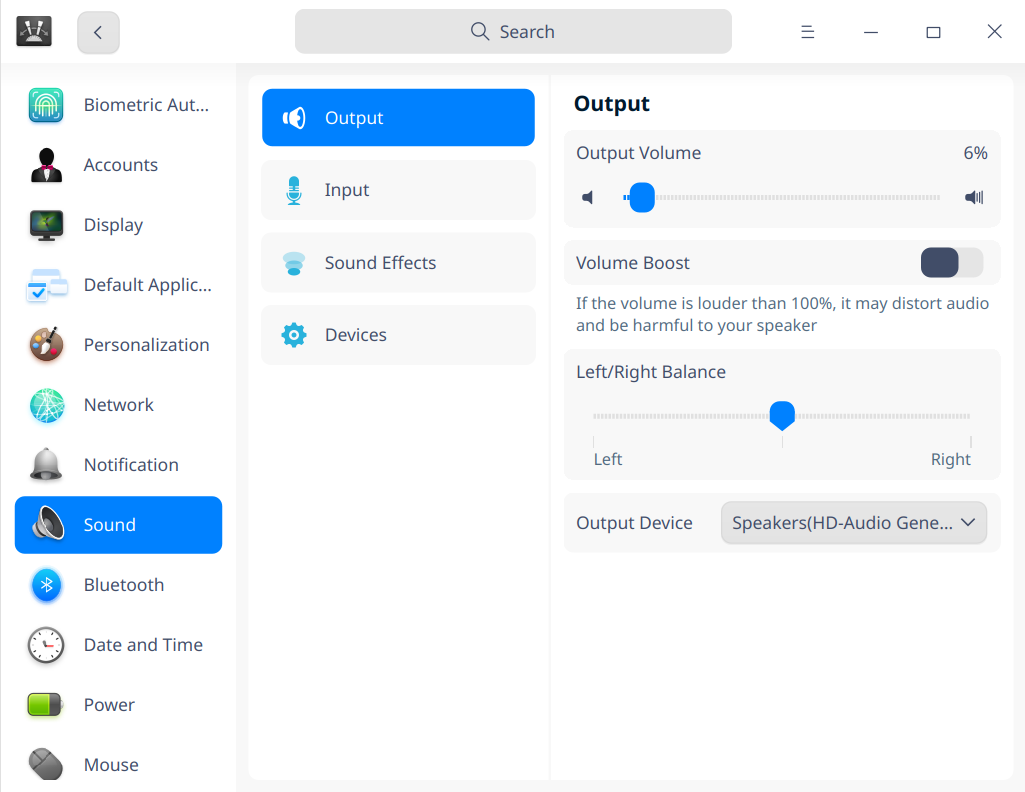 Search
Biometric Aut...
Accounts
Display
Default Applic...
Personalization
Network
Notification
Sound
Bluetooth
Date and Time
Power
Mouse
Output
Input
Sound Effects
Devices
Output
Output Volume 6%
Volume Boost
If the volume is louder than 100%, it may distort audio
and be harmful to your speaker
Left/Right Balance
Left Right
Output Device Speakers(HD-Audio Gene...